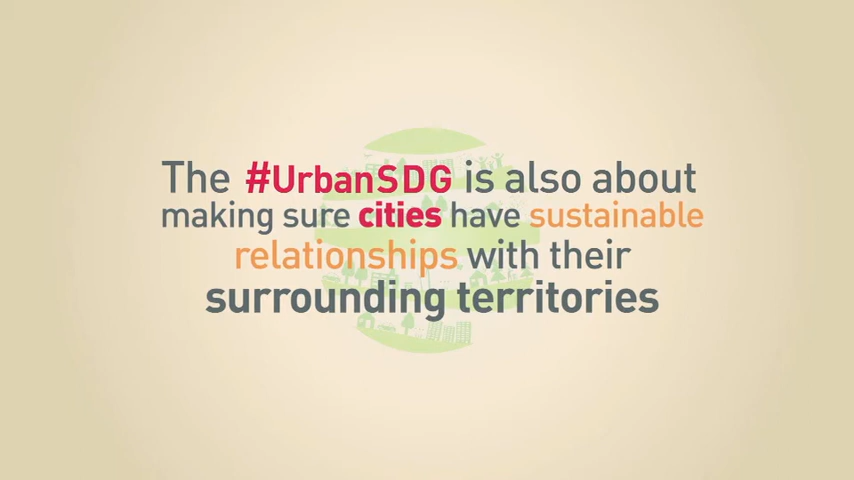 The #UrbanSDG is also about
making sure cities have sustainable
relationships with their
surrounding territories